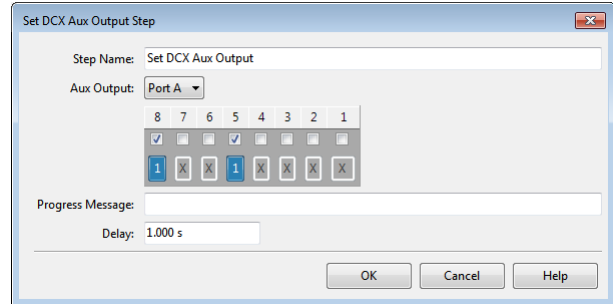 Set DCX Aux Output Step
Step Name: Set DCX Aux Output
Aux Output: Port A
8 7 6 5 4 3 2 1
1 X X 1 X X X X
Progress Message:
Delay: 1.000 s
OK Cancel Help